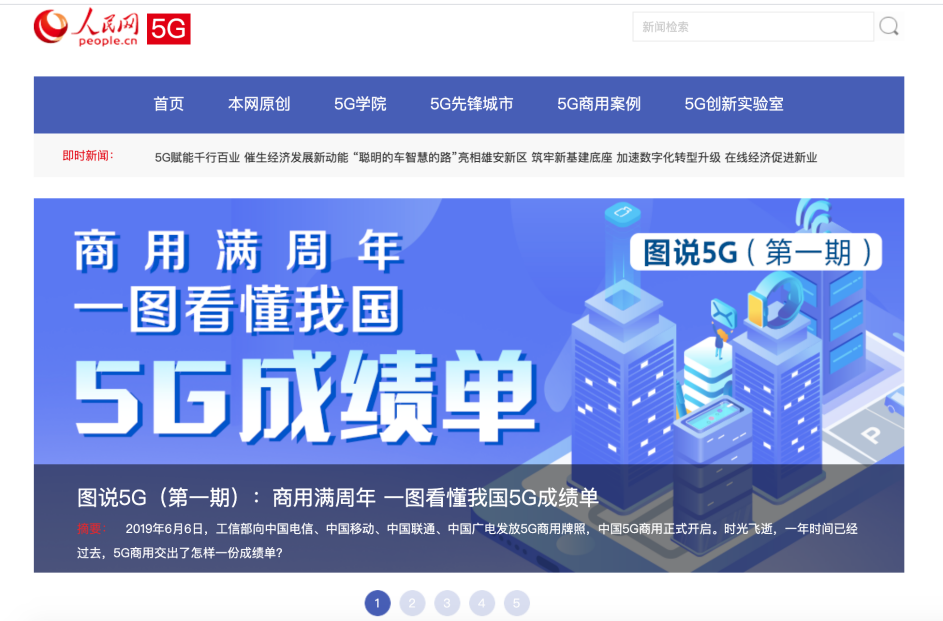 人民网 5G
people.cn
新闻检索
首页 本网原创 5G学院 5G先锋城市 5G商用案例 5G创新实验室
即时新闻： 5G赋能千行百业 催生经济发展新动能 “聪明的车智慧的路”亮相雄安新区 筑牢新基建底座 加速数字化转型升级 在线经济促进新业
商用满周年
图说5G（第一期）
一图看懂我国
5G成绩单
P
图说5G（第一期）：商用满周年 一图看懂我国5G成绩单
摘要： 2019年6月6日，工信部向中国电信、中国移动、中国联通、中国广电发放5G商用牌照，中国5G商用正式开启。时光飞逝，一年时间已经
过去，5G商用交出了怎样一份成绩单？
1 2 3 4 5